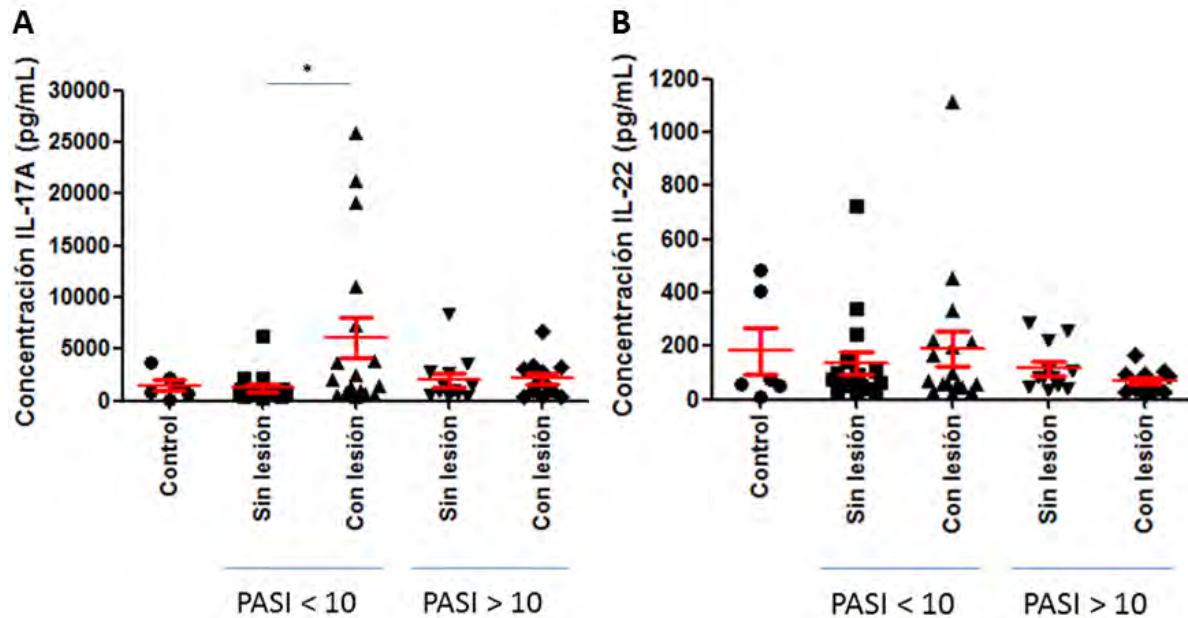 A
Concentración IL-17A (pg/mL)
30000
25000
20000
15000
10000
5000
0
*
Control
Sin lesión
Con lesión
Sin lesión
Con lesión
PASI < 10
PASI > 10
B
Concentración IL-22 (pg/mL)
1200
1000
800
600
400
200
0
Control
Sin lesión
Con lesión
Sin lesión
Con lesión
PASI < 10
PASI > 10